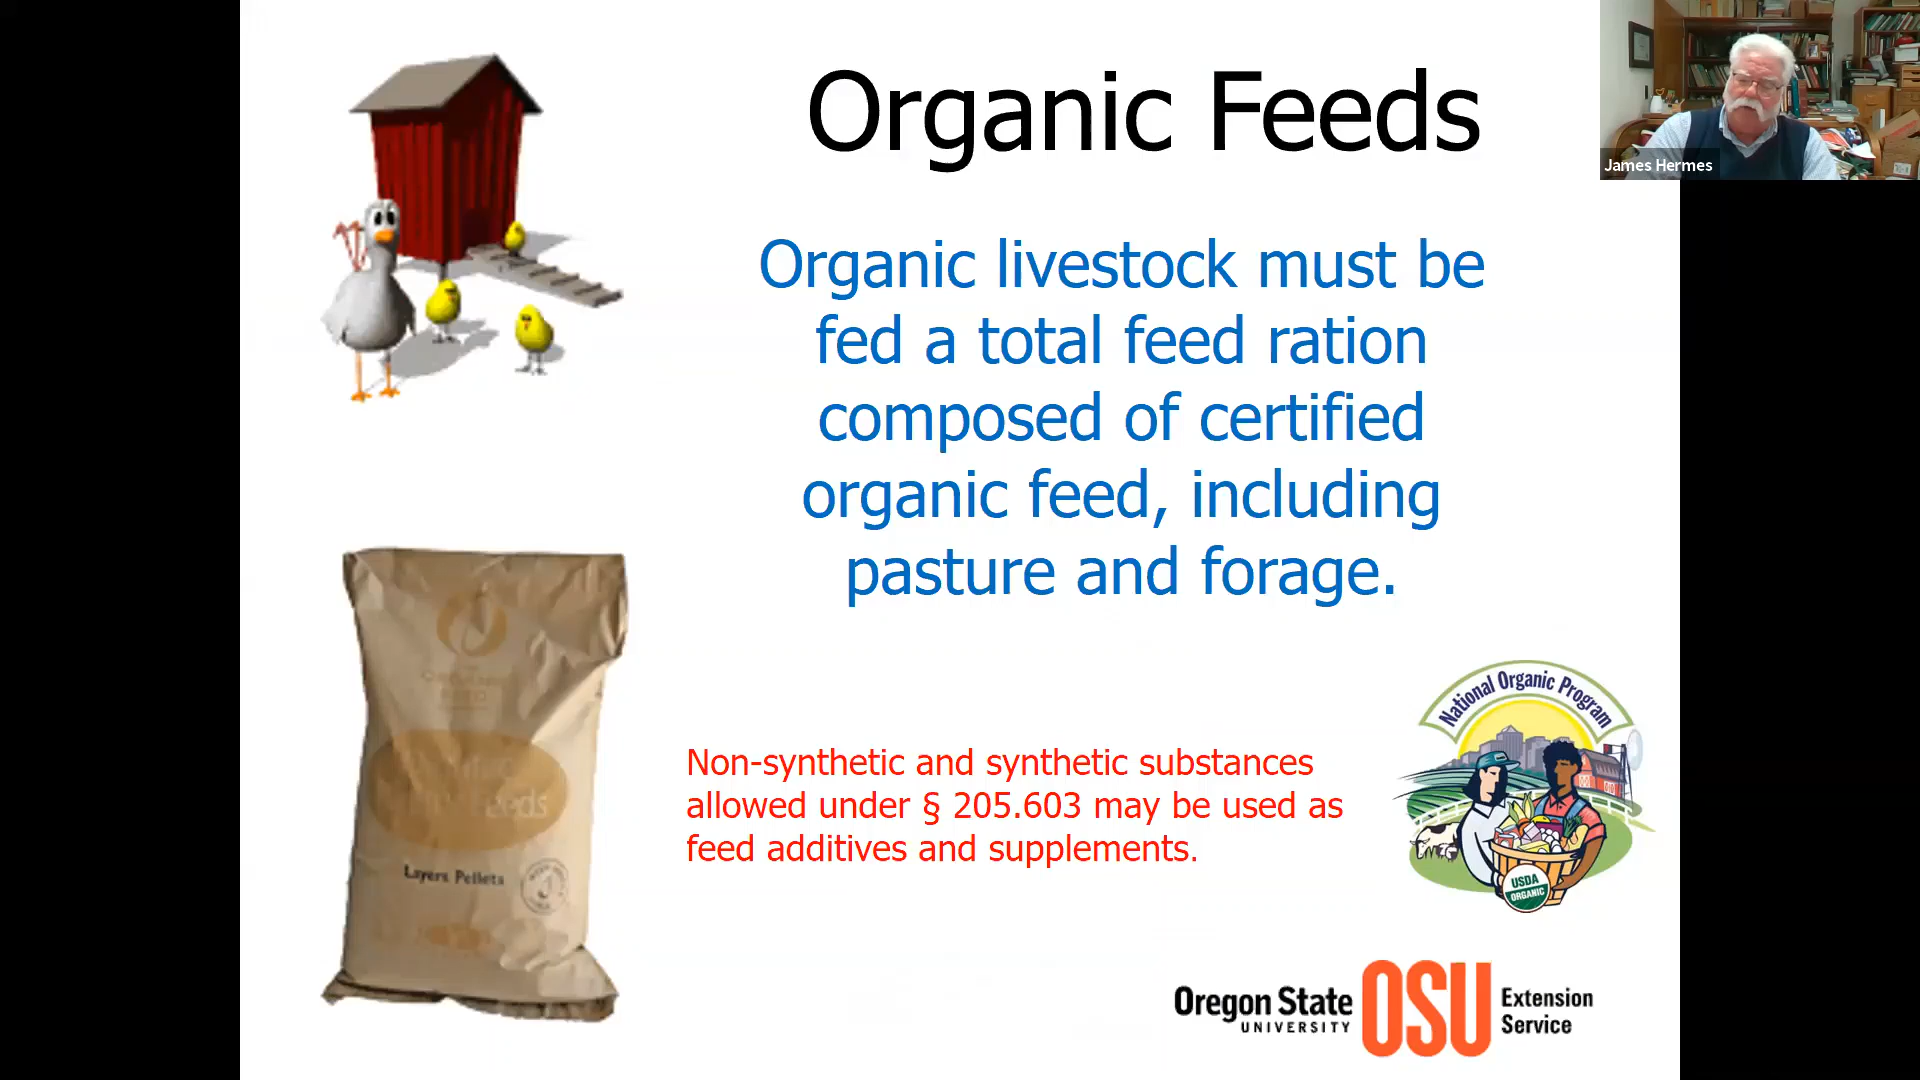 Organic Feeds
James Hermes
Organic livestock must be
fed a total feed ration
composed of certified
organic feed, including
pasture and forage.
Non-synthetic and synthetic substances
allowed under § 205.603 may be used as
feed additives and supplements.
National Organic Program
USDA
ORGANIC
Layers Pellets
Oregon State
UNIVERSITY
OSU
Extension
Service